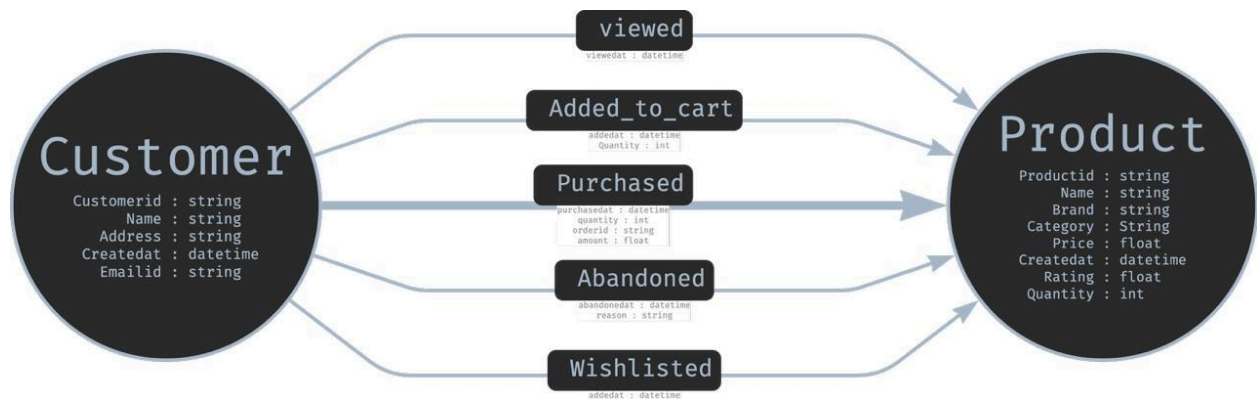 viewed
viewedat : datetime
Added_to_cart
addedat : datetime
Quantity : int
Customer
Customerid : string
Name : string
Address : string
Createdat : datetime
Emailid : string
Purchased
purchasedat : datetime
quantity : int
orderid : string
amount : float
Product
Productid : string
Name : string
Brand : string
Category : String
Price : float
Createdat : datetime
Rating : float
Quantity : int
Abandoned
abandonedat : datetime
reason : string
Wishlisted
addedat : datetime